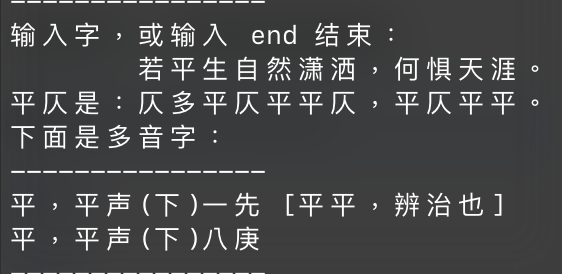 ----------------
输入字，或输入 end 结束：
若平生自然潇洒，何惧天涯。
平仄是：仄多平仄平平仄，平仄平平。
下面是多音字：
----------------
平，平声(下)一先 [平平，辨治也]
平，平声(下)八庚
----------------